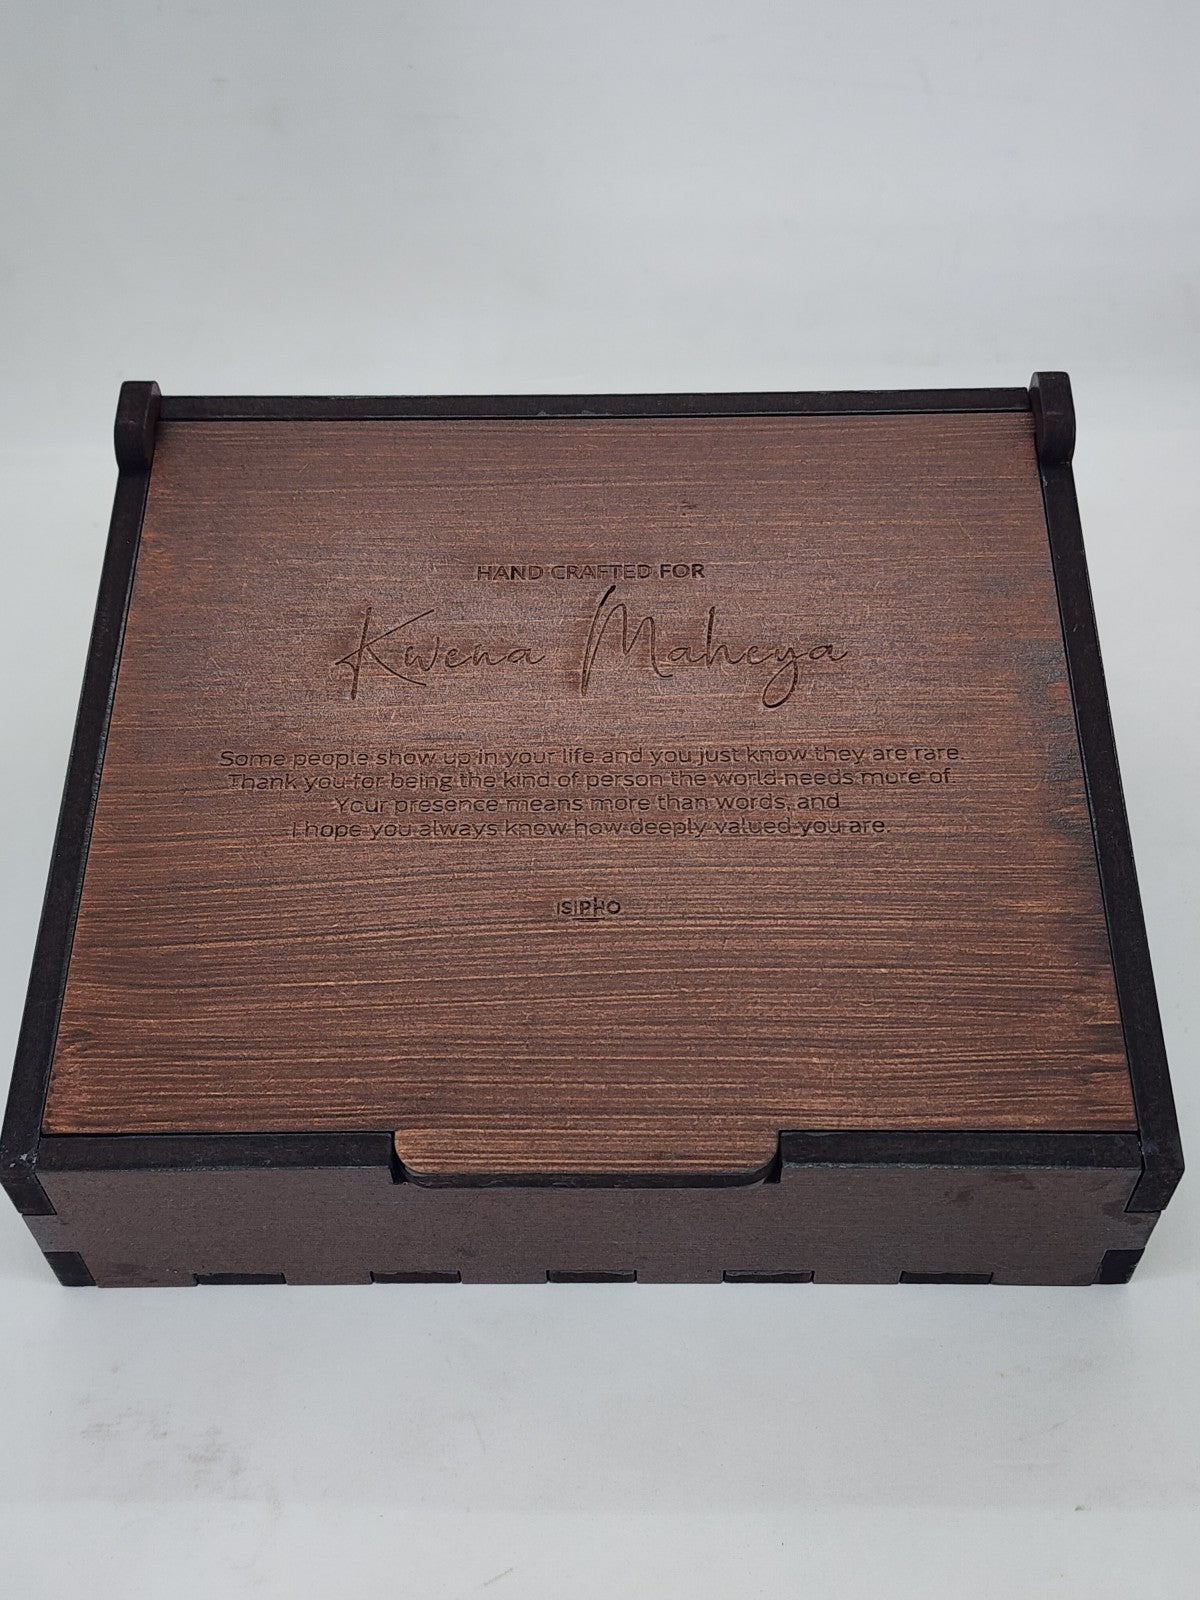 HAND CRAFTED FOR
Kwena Maheya
Some people show up in your life and you just know they are rare.
Thank you for being the kind of person the world needs more of.
Your presence means more than words, and
I hope you always know how deeply valued you are.
ISIPHO